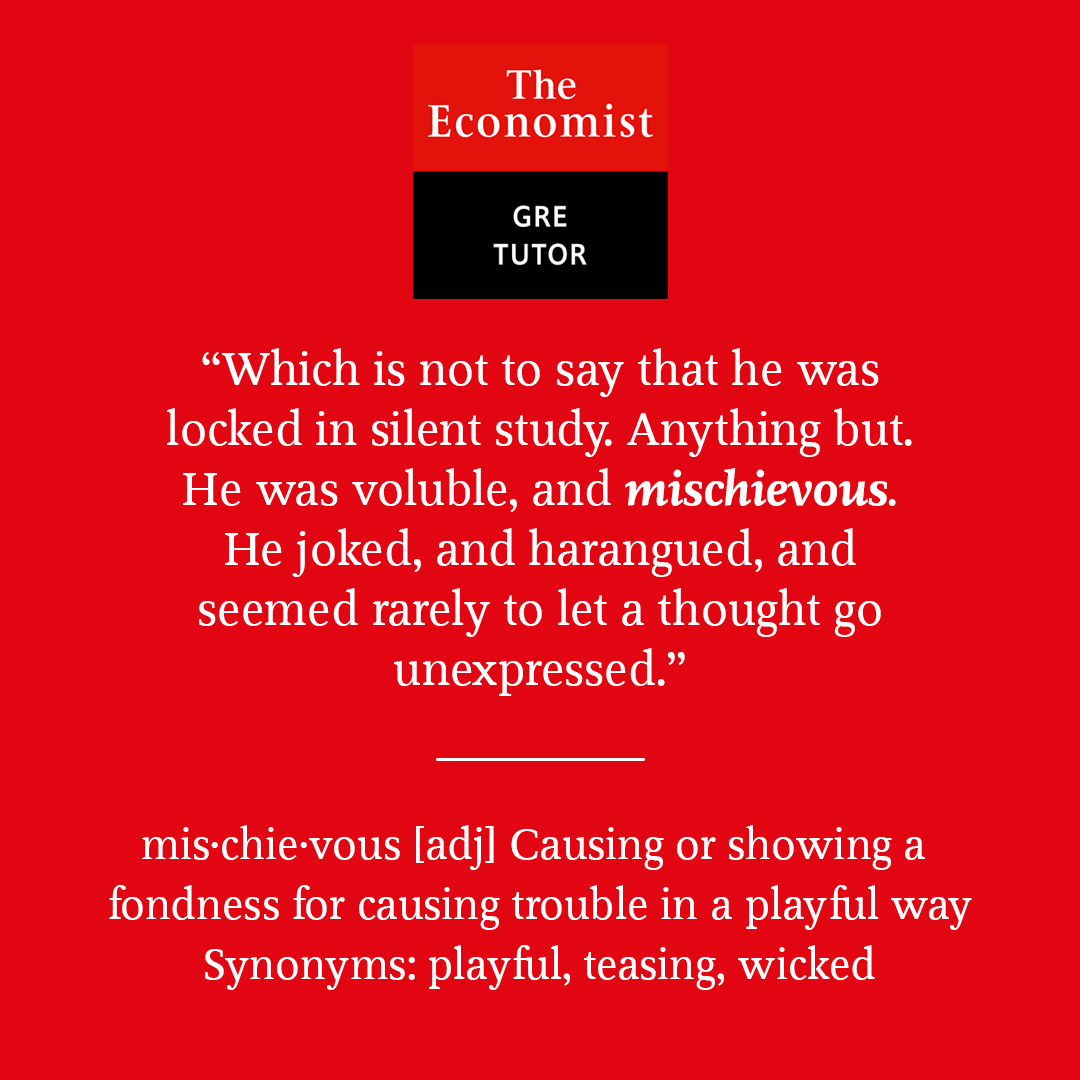 The
Economist
GRE
TUTOR
“Which is not to say that he was
locked in silent study. Anything but.
He was voluble, and mischievous.
He joked, and harangued, and
seemed rarely to let a thought go
unexpressed.”
mis·chie·vous [adj] Causing or showing a
fondness for causing trouble in a playful way
Synonyms: playful, teasing, wicked